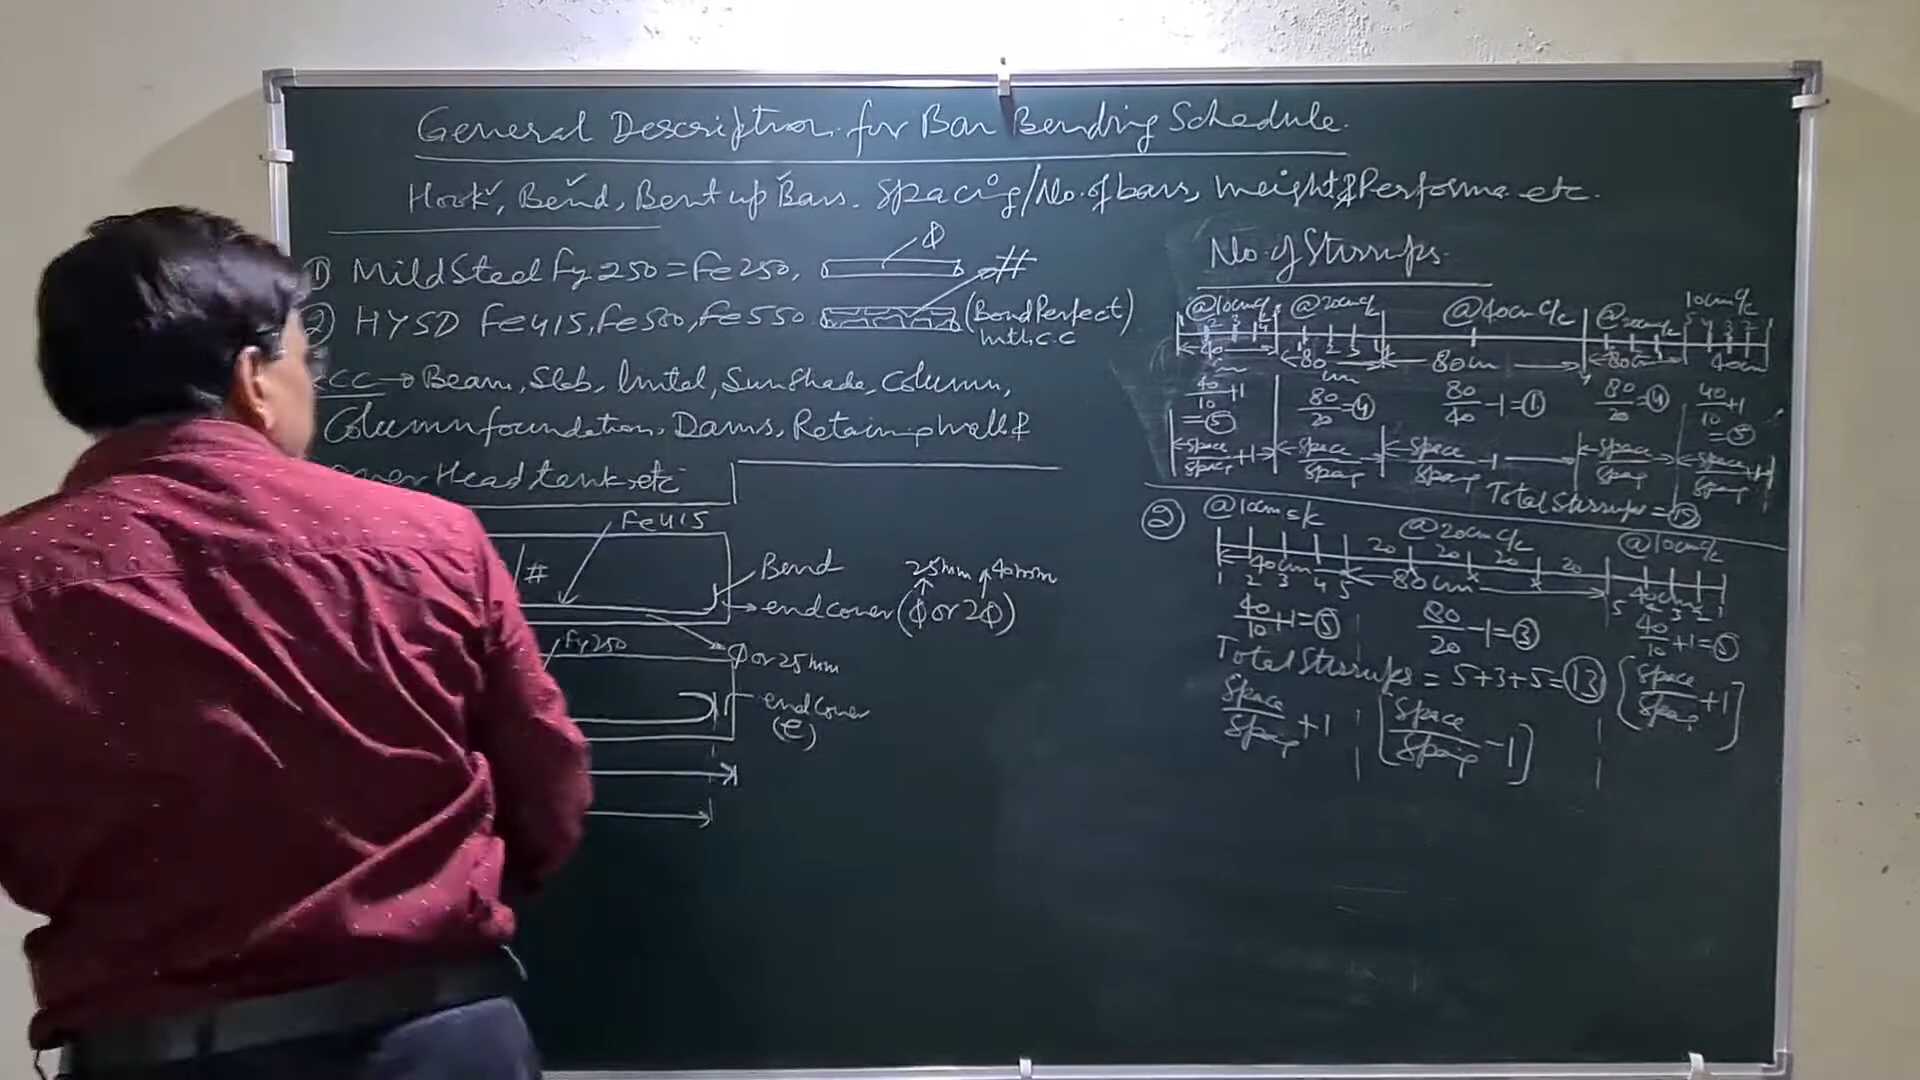 General Description for Bar Bending Schedule.
Hook, Bend, Bent up Bars. Spacing/No. of bars, Weight & Performa etc.
① Mild Steel Fy 250 = Fe 250, ϕ
2) HYSD Fe415, Fe500, Fe550 # (Bond Perfect)
with c.c
RCC → Beam, Slab, lintel, Sunshade, Column,
Column foundation, Dams, Retaining Wall &
over Head tank, etc
Fe415
#
Bend
25mm 40mm
end cover (ϕ or 2ϕ)
Fy250
ϕ or 25mm
end cover
(e)
No. of Stirrups.
@10cm c/c @20cm c/c @40cm c/c @20cm c/c 10cm c/c
40 80 80cm 80cm 40cm
cm
40/10 +1 = ⑤ 80/20 = ④ 80/40 -1 = ① 80/20 = ④ 40/10 +1 = ⑤
space/spacing +1 space/spacing space/spacing -1 space/spacing space/spacing +1
Total Stirrups =
② @10cm c/c @20cm c/c @10cm c/c
20 20 20 20
40cm 80cm 40cm
1 2 3 4 5 5 4 3 2 1
40/10 +1 = ⑤ 80/20 -1 = ③ 40/10 +1 = ⑤
Total Stirrups = 5+3+5 = ⑬
space/spacing +1 [space/spacing -1] [space/spacing +1]